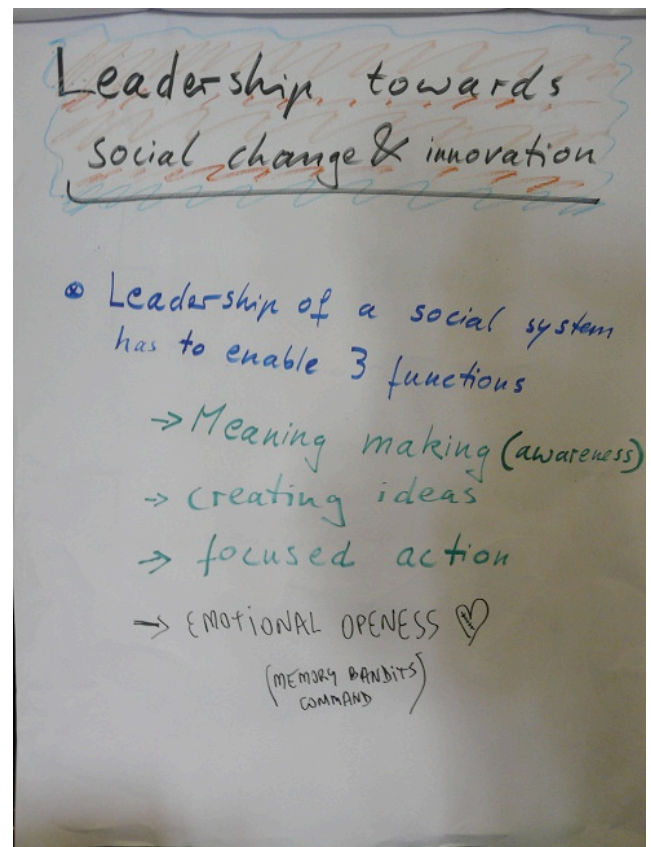 Leadership towards
social change & innovation
Leadership of a social system
has to enable 3 functions
→ Meaning making (awareness)
→ creating ideas
→ focused action
→ EMOTIONAL OPENESS ♡
(MEMORY BANDITS
COMMAND)